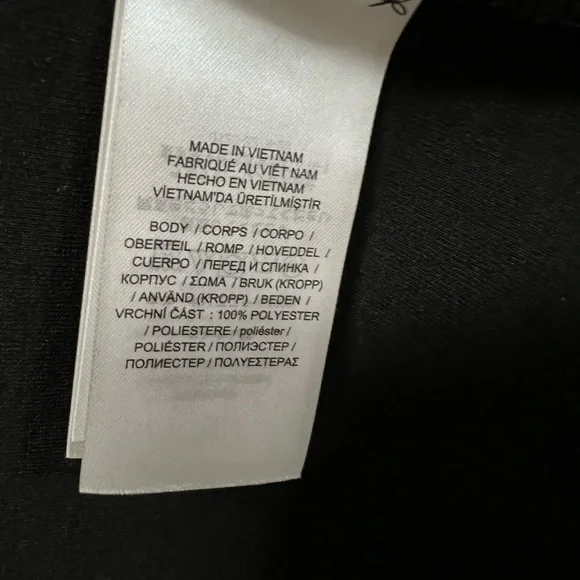 MADE IN VIETNAM
FABRIQUÉ AU VIÊT NAM
HECHO EN VIETNAM
VİETNAM'DA ÜRETİLMİŞTİR
BODY / CORPS / CORPO /
OBERTEIL / ROMP / HOVEDDEL /
CUERPO / ПЕРЕД И СПИНКА /
КОРПУС / ΣΩΜΑ / BRUK (KROPP)
/ ANVÄND (KROPP) / BEDEN /
VRCHNÍ ČÁST : 100% POLYESTER
/ POLIESTERE / poliéster /
POLIÉSTER / ПОЛИЭСТЕР /
ПОЛИЕСТЕР / ΠΟΛΥΕΣΤΕΡΑΣ